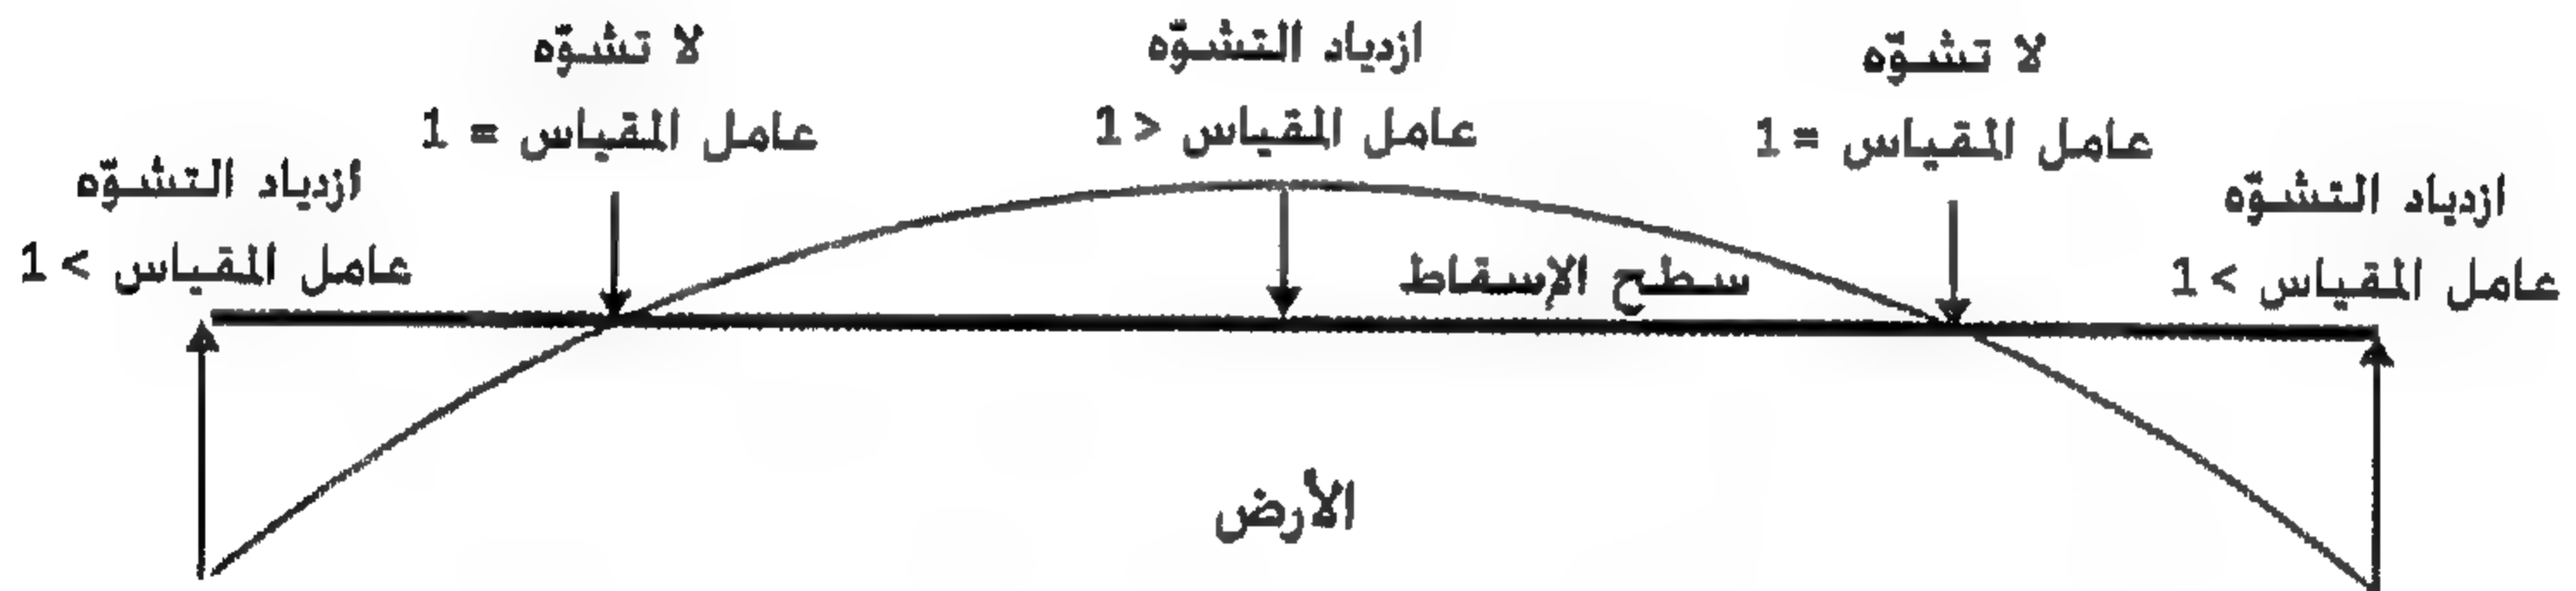 لا تشوّه
عامل المقياس = 1
ازدياد التشوّه
عامل المقياس < 1
لا تشوّه
عامل المقياس = 1
ازدياد التشوّه
عامل المقياس > 1
ازدياد التشوّه
عامل المقياس > 1
سطح الإسقاط
الأرض